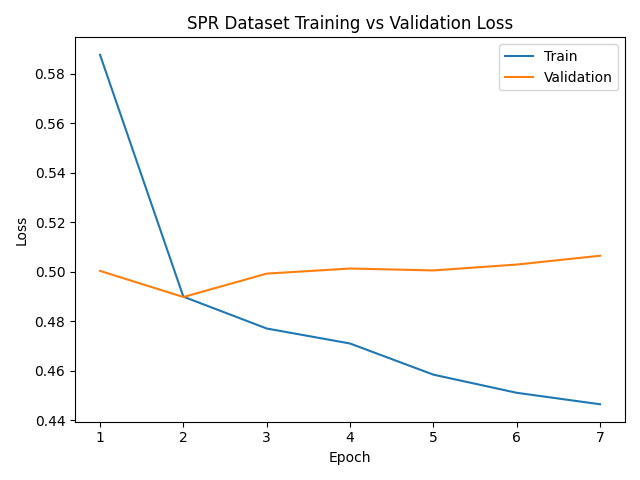 SPR Dataset Training vs Validation Loss
Train
Validation
0.58
0.56
0.54
0.52
0.50
0.48
0.46
0.44
Loss
1 2 3 4 5 6 7
Epoch